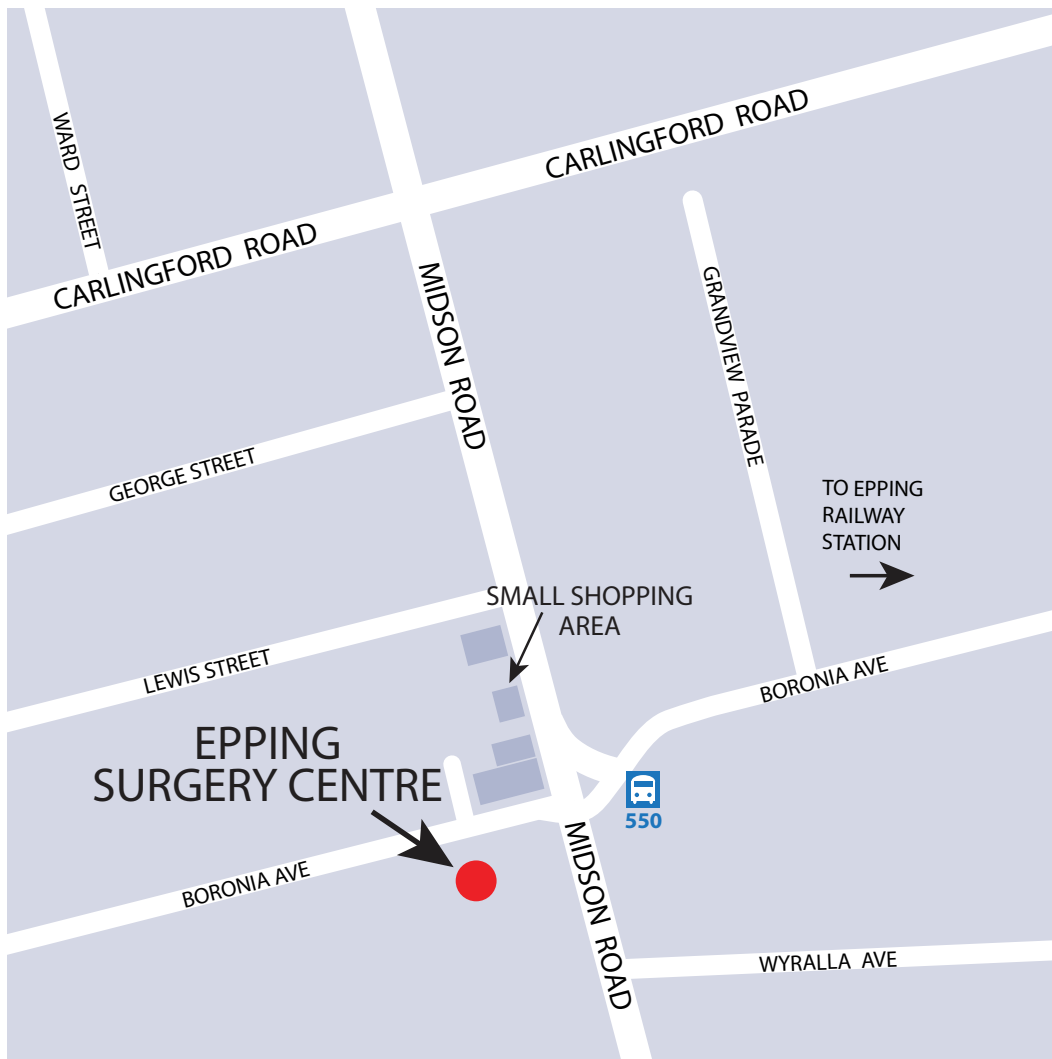 CARLINGFORD ROAD
WARD STREET
CARLINGFORD ROAD
MIDSON ROAD
GRANDVIEW PARADE
GEORGE STREET
TO EPPING
RAILWAY
STATION
SMALL SHOPPING
AREA
LEWIS STREET
BORONIA AVE
EPPING
SURGERY CENTRE
550
MIDSON ROAD
BORONIA AVE
WYRALLA AVE